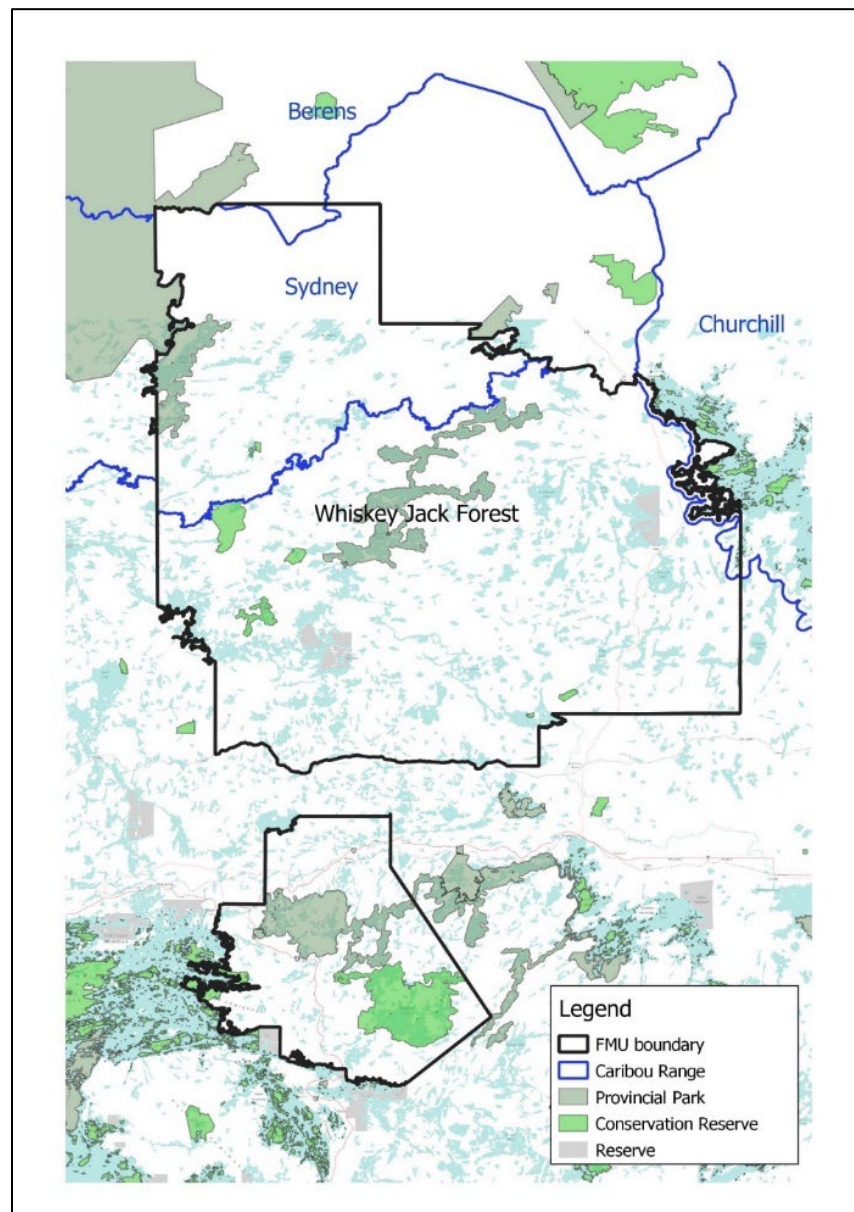 Berens
Sydney
Churchill
Whiskey Jack Forest
Legend
FMU boundary
Caribou Range
Provincial Park
Conservation Reserve
Reserve